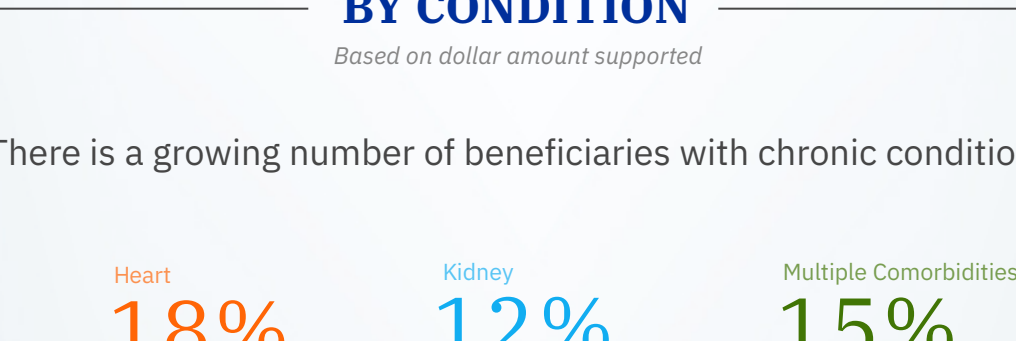 BY CONDITION
Based on dollar amount supported
There is a growing number of beneficiaries with chronic
Heart Kidney Multiple Comorbidities
18% 12% 15%